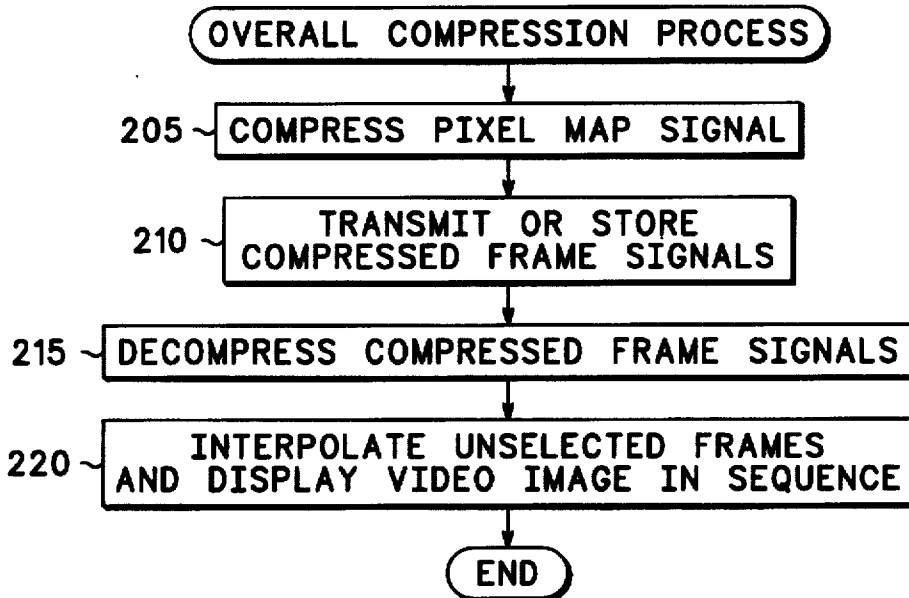 OVERALL COMPRESSION PROCESS
205 COMPRESS PIXEL MAP SIGNAL
TRANSMIT OR STORE
210 COMPRESSED FRAME SIGNALS
215 DECOMPRESS COMPRESSED FRAME SIGNALS
INTERPOLATE UNSELECTED FRAMES
220 AND DISPLAY VIDEO IMAGE IN SEQUENCE
END